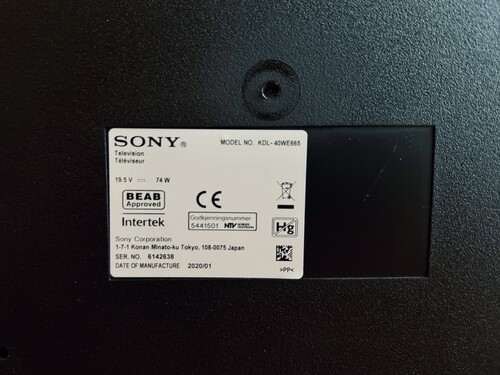 SONY® MODEL NO. KDL-40WE665
Television
Téléviseur
19.5 V ⎓ 74 W
BEAB
Approved
CE
Intertek
Godkjenningsnummer
5441501 NTV
Hg
Sony Corporation
1-7-1 Konan Minato-ku Tokyo, 108-0075 Japan
SER. NO. 6142638
DATE OF MANUFACTURE 2020/01
>PP<